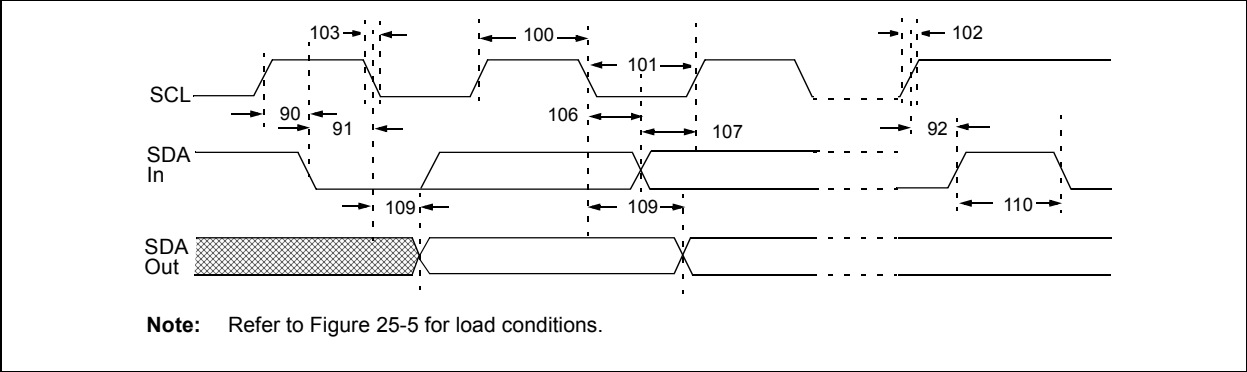 103
100
101
102
SCL
90
91
106
107
92
SDA
In
109
109
110
SDA
Out
Note: Refer to Figure 25-5 for load conditions.